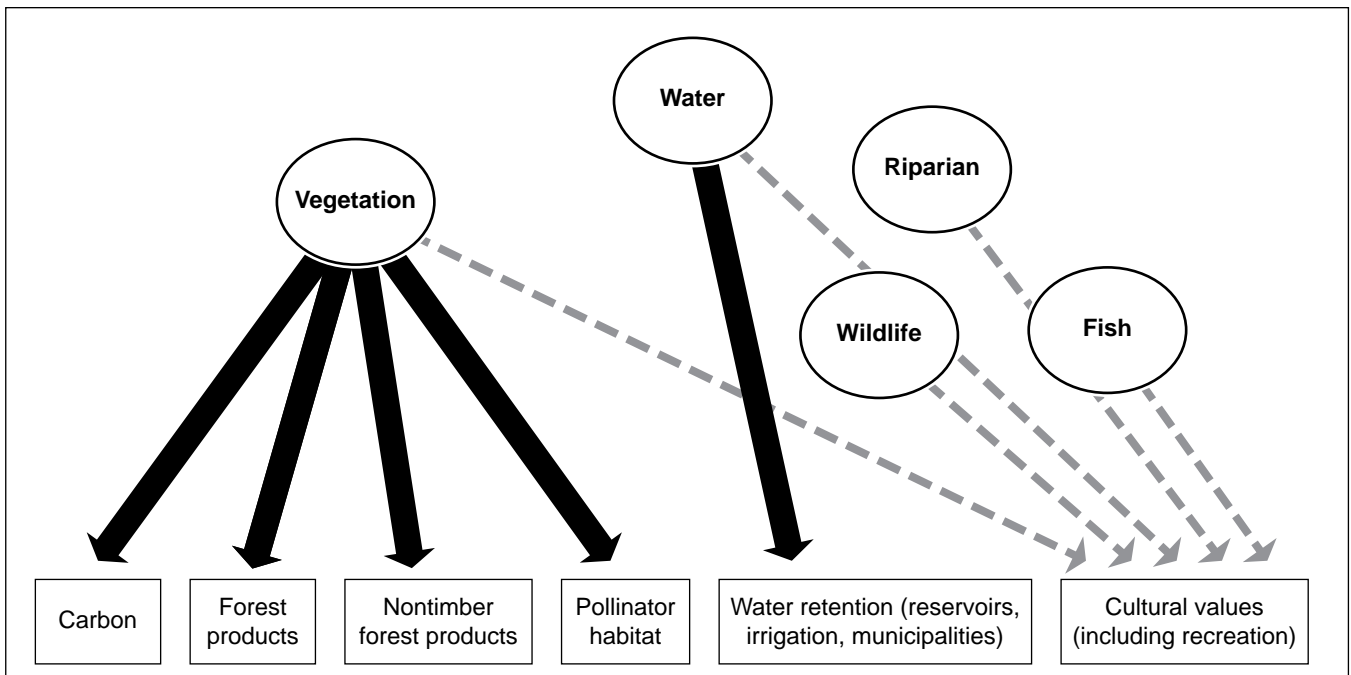 Water
Riparian
Vegetation
Wildlife
Fish
Carbon
Forest
products
Nontimber
forest products
Pollinator
habitat
Water retention (reservoirs,
irrigation, municipalities)
Cultural values
(including recreation)